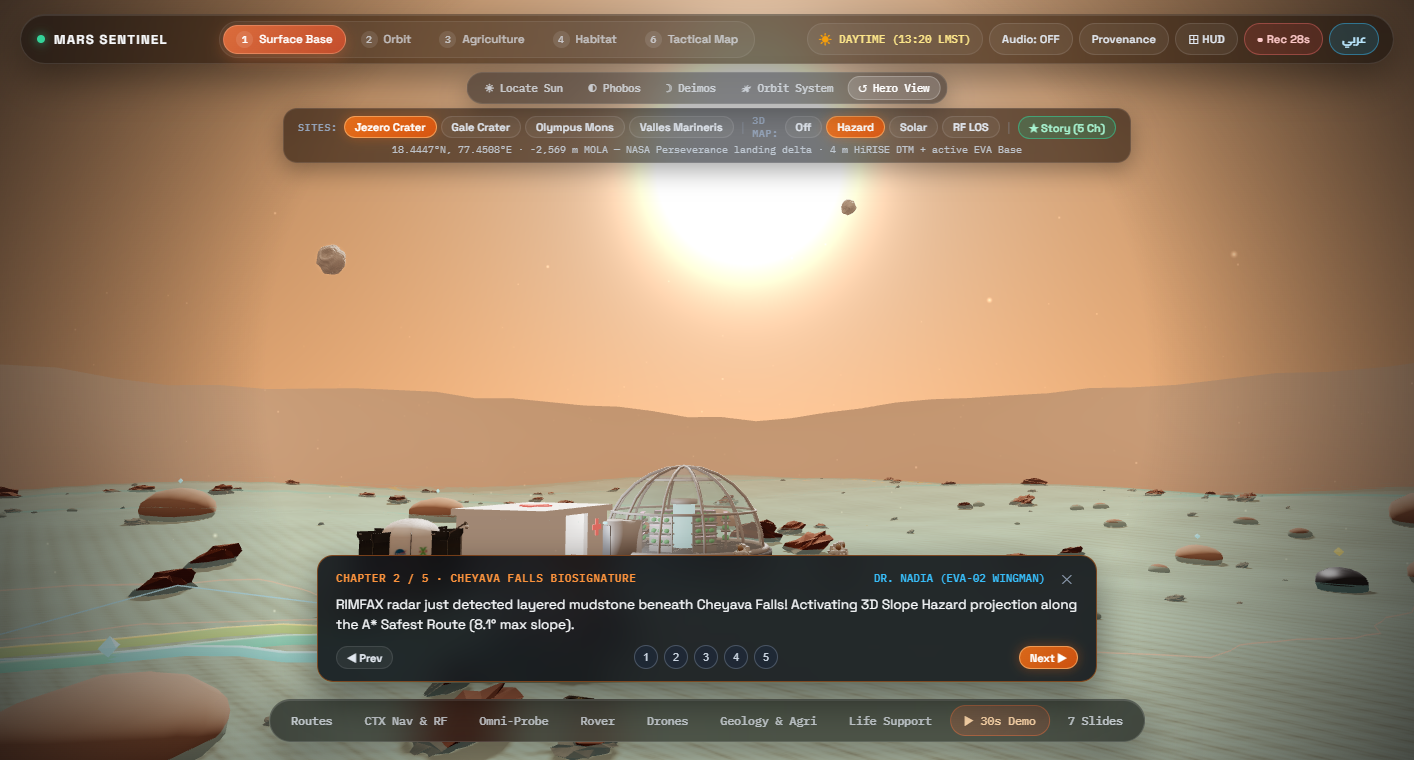 MARS SENTINEL
1 Surface Base
2 Orbit
3 Agriculture
4 Habitat
6 Tactical Map
DAYTIME (13:20 LMST)
Audio: OFF
Provenance
HUD
Rec 28s
عربي
Locate Sun
Phobos
Deimos
Orbit System
Hero View
SITES:
Jezero Crater
Gale Crater
Olympus Mons
Valles Marineris
3D MAP:
Off
Hazard
Solar
RF LOS
★ Story (5 Ch)
18.4447°N, 77.4508°E · -2,569 m MOLA — NASA Perseverance landing delta · 4 m HiRISE DTM + active EVA Base
CHAPTER 2 / 5 · CHEYAVA FALLS BIOSIGNATURE
DR. NADIA (EVA-02 WINGMAN)
RIMFAX radar just detected layered mudstone beneath Cheyava Falls! Activating 3D Slope Hazard projection along
the A* Safest Route (8.1° max slope).
◀ Prev
1 2 3 4 5
Next ▶
Routes
CTX Nav & RF
Omni-Probe
Rover
Drones
Geology & Agri
Life Support
▶ 30s Demo
7 Slides